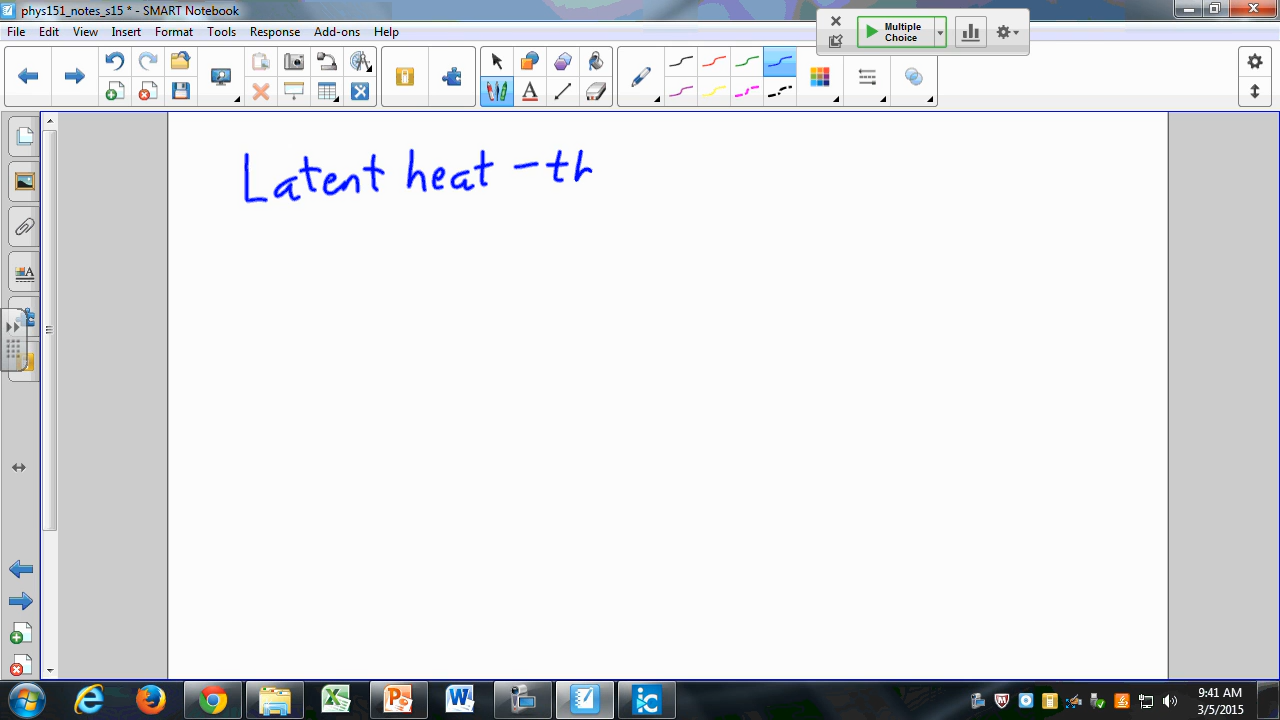 phys151_notes_s15 * - SMART Notebook
File Edit View Insert Format Tools Response Add-ons Help
Multiple
Choice
Latent heat - th
9:41 AM
3/5/2015